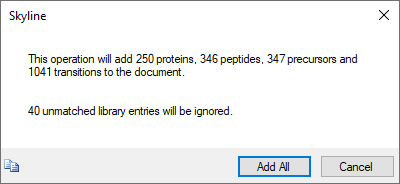 Skyline
This operation will add 250 proteins, 346 peptides, 347 precursors and
1041 transitions to the document.
40 unmatched library entries will be ignored.
Add All
Cancel